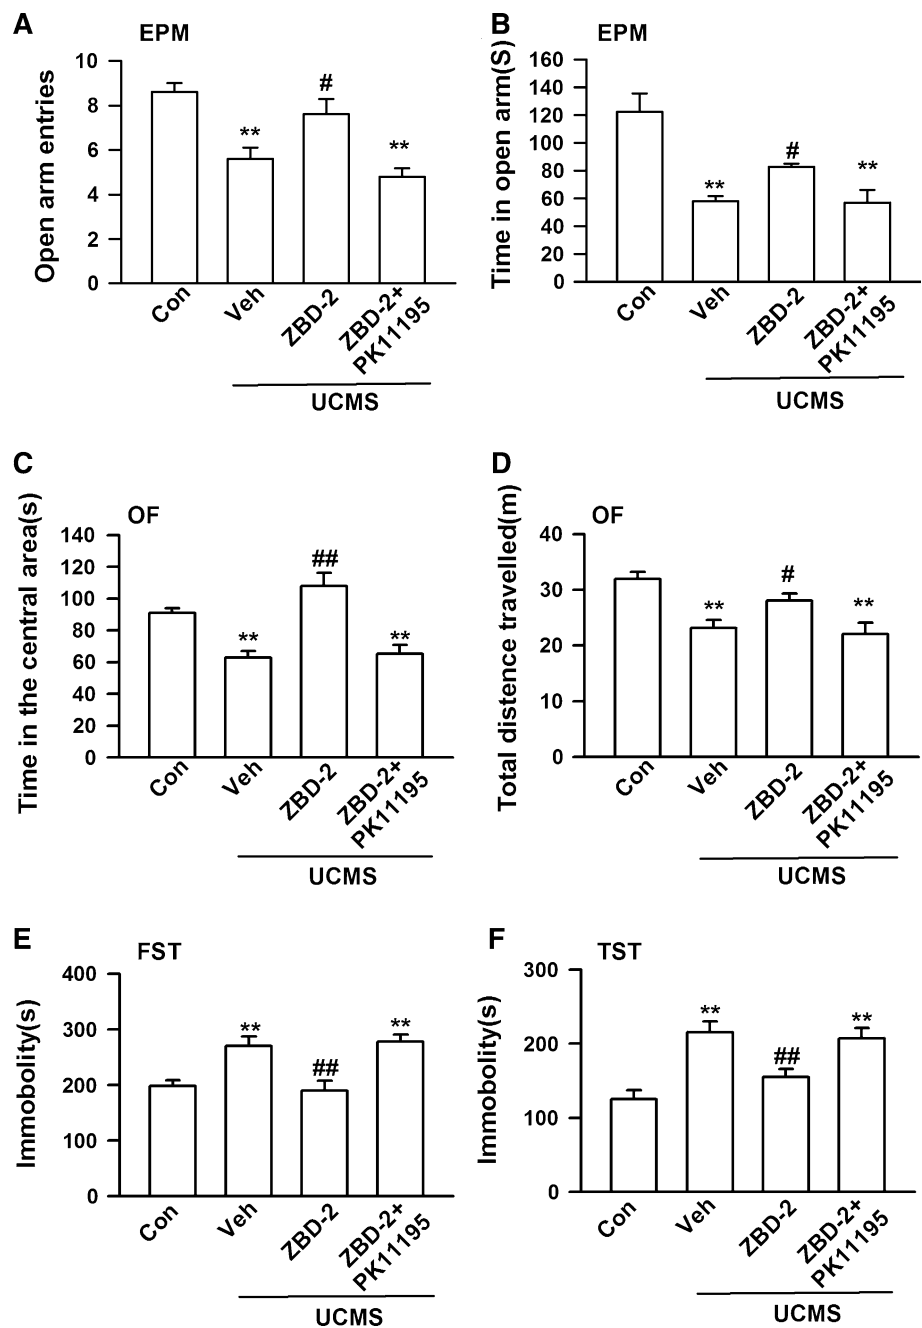 A
EPM
Open arm entries
10
8
6
4
2
0
**
#
**
Con
Veh
ZBD-2
ZBD-2+
PK11195
UCMS
B
EPM
Time in open arm(S)
160
140
120
100
80
60
40
20
0
**
#
**
Con
Veh
ZBD-2
ZBD-2+
PK11195
UCMS
C
OF
Time in the central area(s)
140
120
100
80
60
40
20
0
**
##
**
Con
Veh
ZBD-2
ZBD-2+
PK11195
UCMS
D
OF
Total distence travelled(m)
40
30
20
10
0
**
#
**
Con
Veh
ZBD-2
ZBD-2+
PK11195
UCMS
E
FST
Immobolity(s)
400
300
200
100
0
**
##
**
Con
Veh
ZBD-2
ZBD-2+
PK11195
UCMS
F
TST
Immobolity(s)
300
200
100
0
**
##
**
Con
Veh
ZBD-2
ZBD-2+
PK11195
UCMS